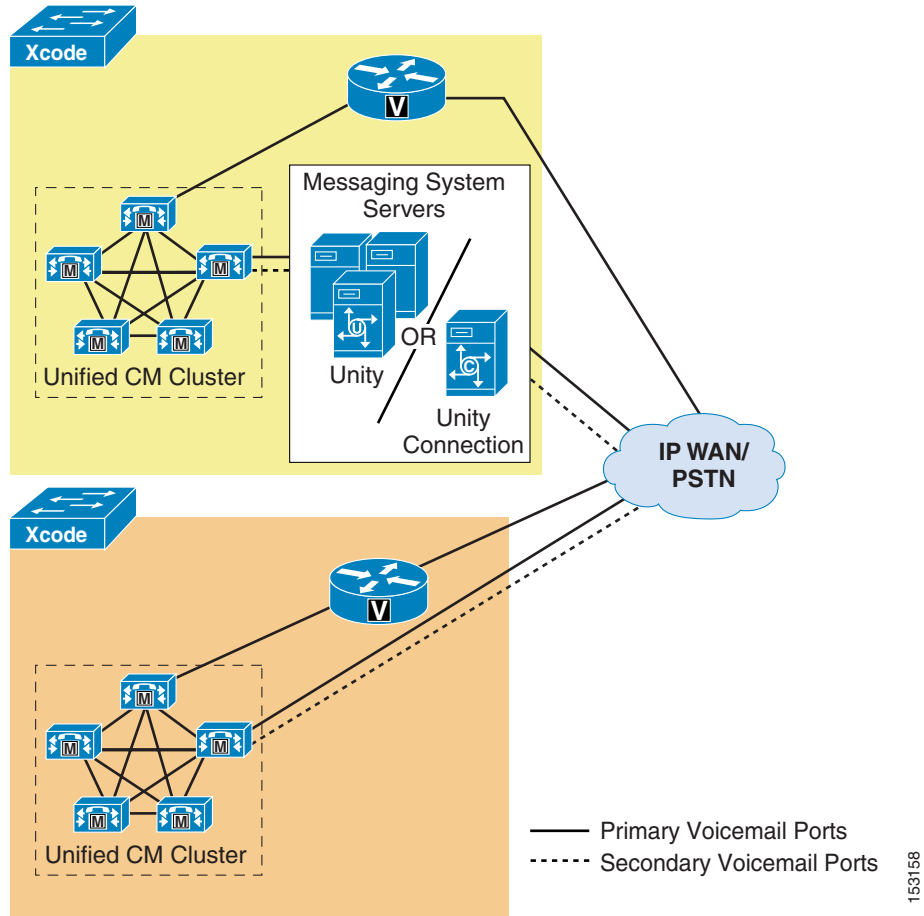 Xcode
V
Messaging System
Servers
M
M
M
M
M
U
OR
C
Unified CM Cluster
Unity
Unity
Connection
IP WAN/
PSTN
Xcode
V
M
M
M
M
M
Unified CM Cluster
Primary Voicemail Ports
Secondary Voicemail Ports
153158